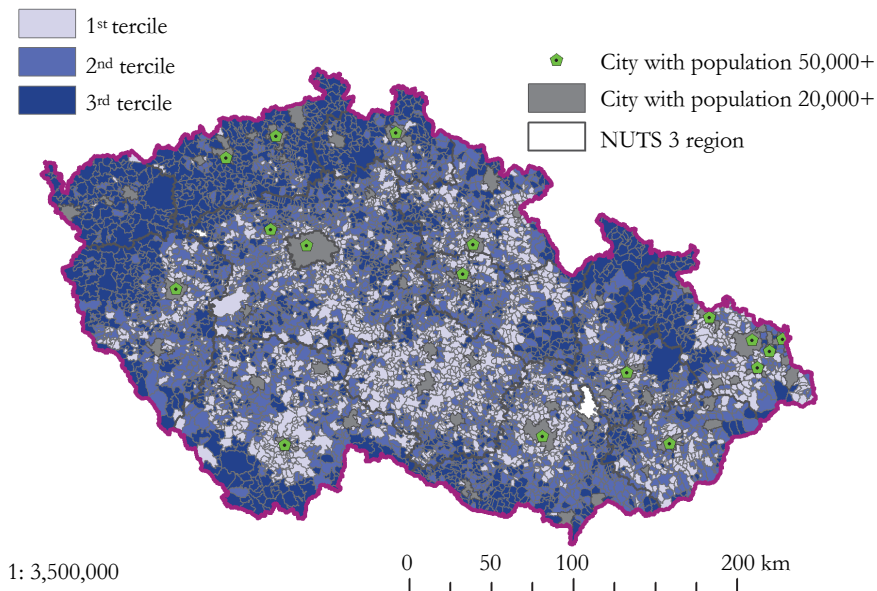 1st tercile
2nd tercile
3rd tercile
City with population 50,000+
City with population 20,000+
NUTS 3 region
1: 3,500,000
0 50 100 200 km